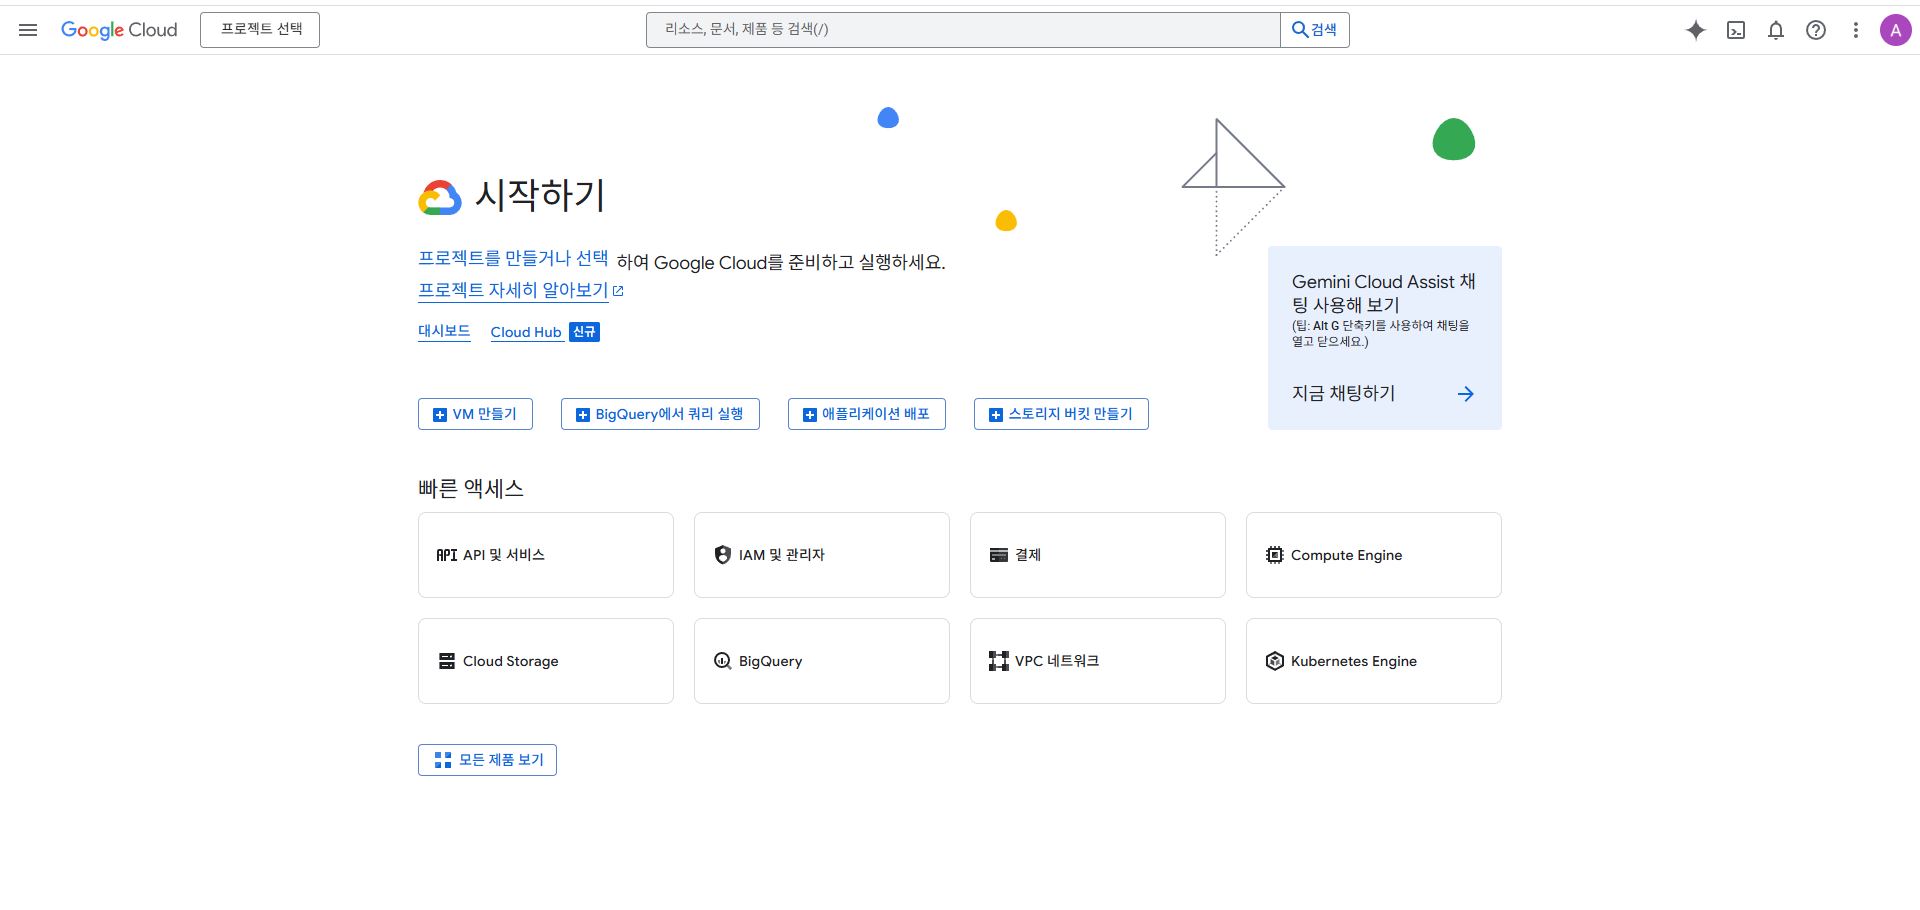 Google Cloud
프로젝트 선택
리소스, 문서, 제품 등 검색(/)
검색
A
시작하기
프로젝트를 만들거나 선택 하여 Google Cloud를 준비하고 실행하세요.
프로젝트 자세히 알아보기
대시보드 Cloud Hub 신규
Gemini Cloud Assist 채
팅 사용해 보기
(팁: Alt G 단축키를 사용하여 채팅을
열고 닫으세요.)
지금 채팅하기
VM 만들기
BigQuery에서 쿼리 실행
애플리케이션 배포
스토리지 버킷 만들기
빠른 액세스
API API 및 서비스
IAM 및 관리자
결제
Compute Engine
Cloud Storage
BigQuery
VPC 네트워크
Kubernetes Engine
모든 제품 보기